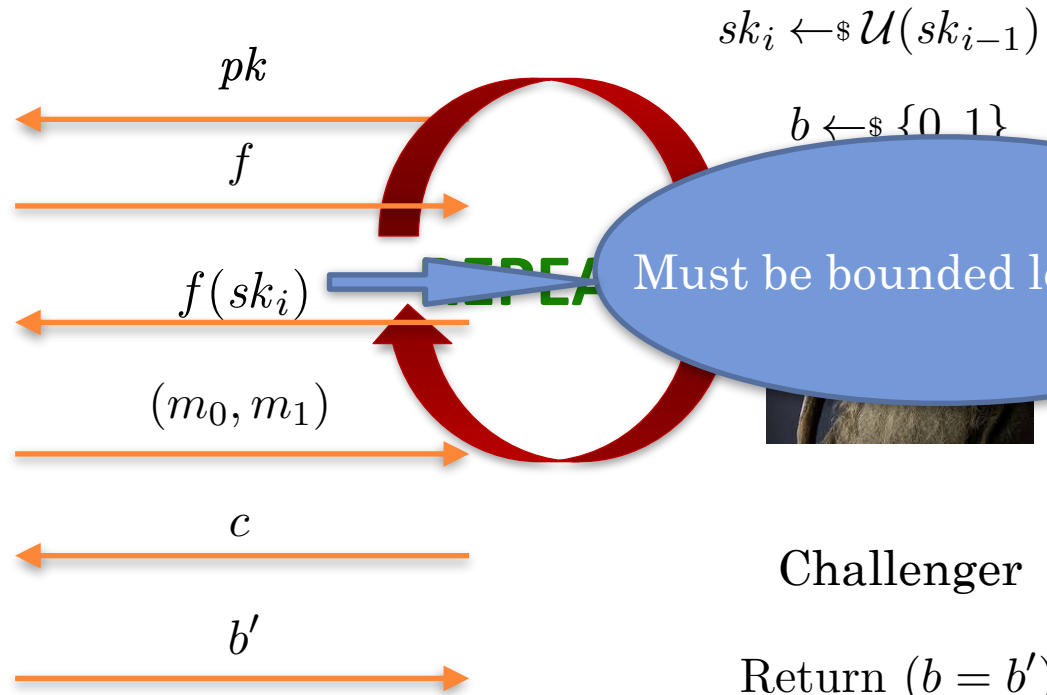 sk_i ←$ U(sk_{i−1})
pk
b ←$ {0, 1}
f
f(sk_i)
Must be bounded
(m_0, m_1)
c
Challenger
b′
Return (b = b′)